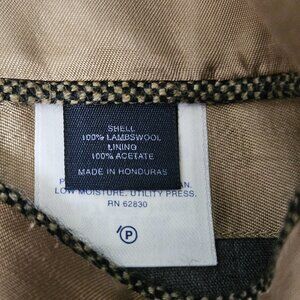 SHELL
100% LAMBSWOOL
LINING
100% ACETATE
MADE IN HONDURAS
LOW MOISTURE. UTILITY PRESS.
RN 62830
P